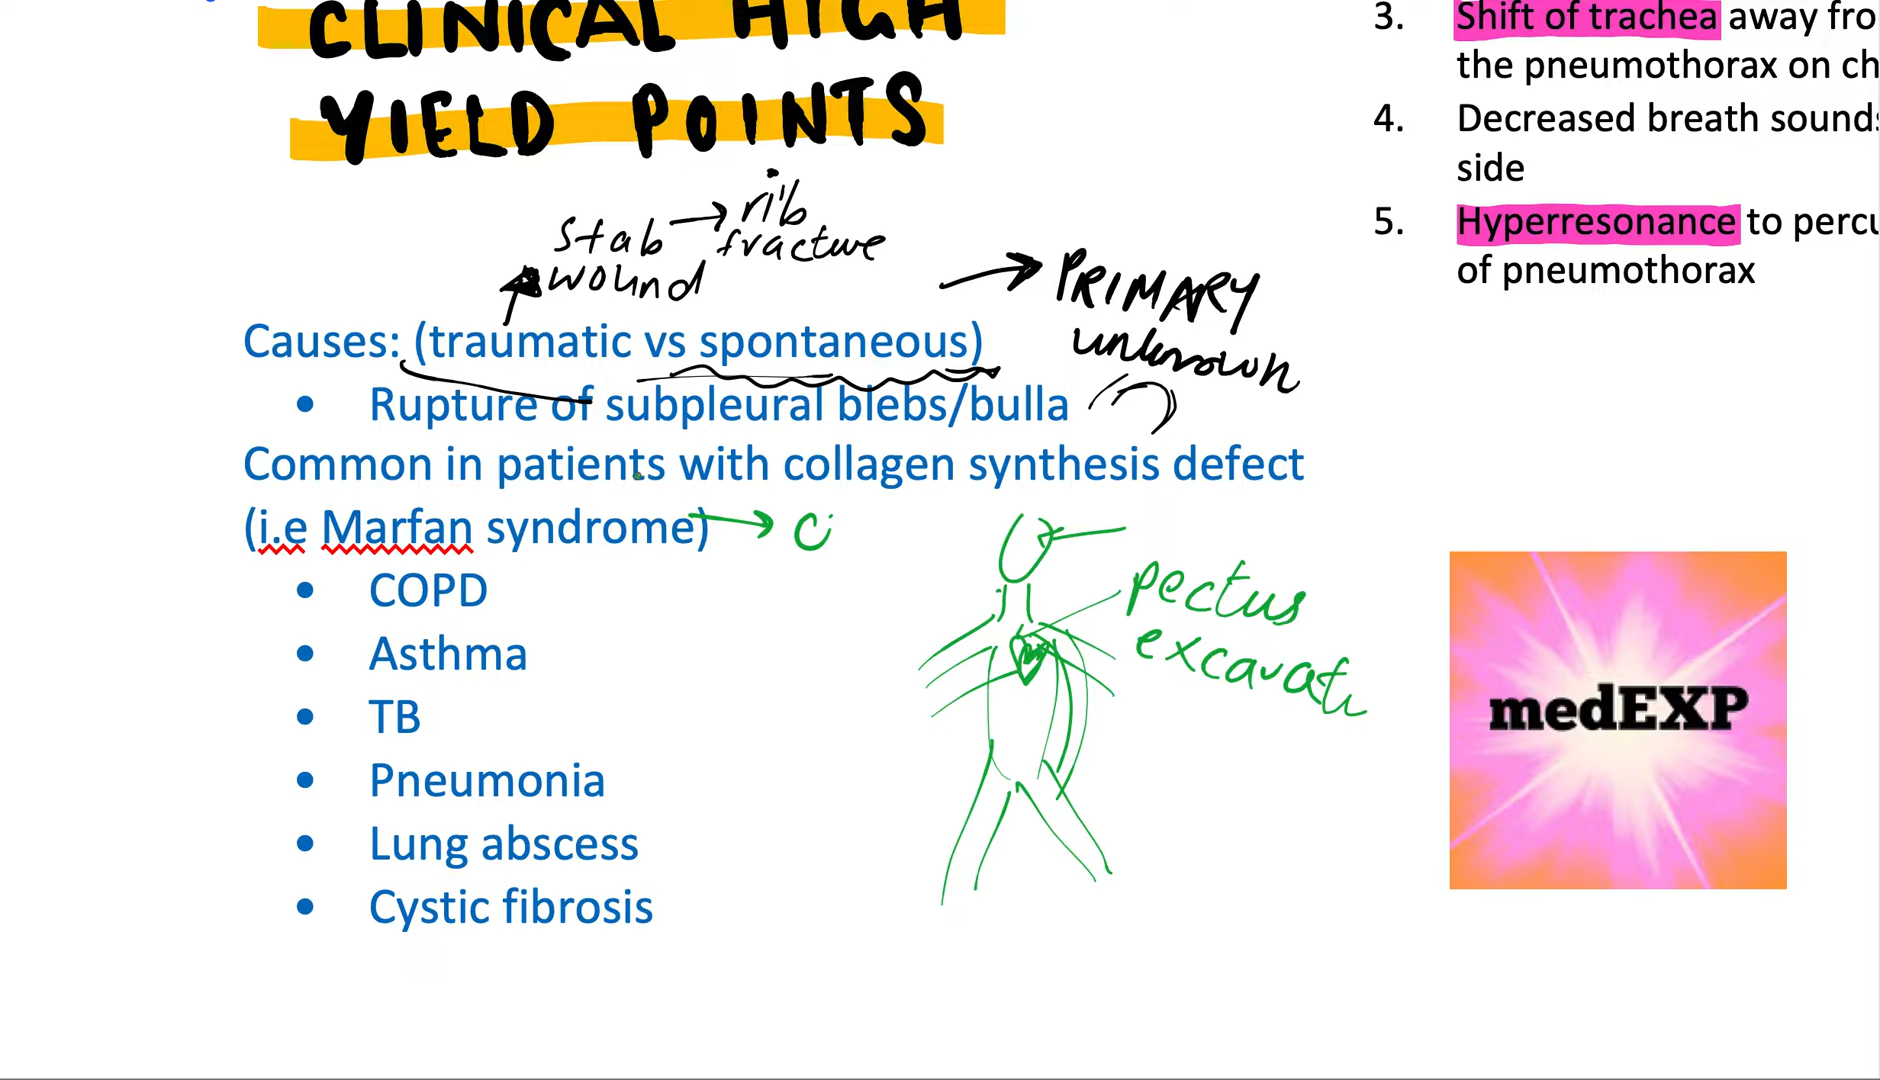 CLINICAL HIGH
YIELD POINTS
stab → rib
wound fracture
→ PRIMARY
unknown
Causes: (traumatic vs spontaneous)
• Rupture of subpleural blebs/bulla
Common in patients with collagen synthesis defect
(i.e Marfan syndrome) →
• COPD
• Asthma
• TB
• Pneumonia
• Lung abscess
• Cystic fibrosis
pectus
excavati
3. Shift of trachea away fro
the pneumothorax on ch
4. Decreased breath sounds
side
5. Hyperresonance to percu
of pneumothorax
medEXP